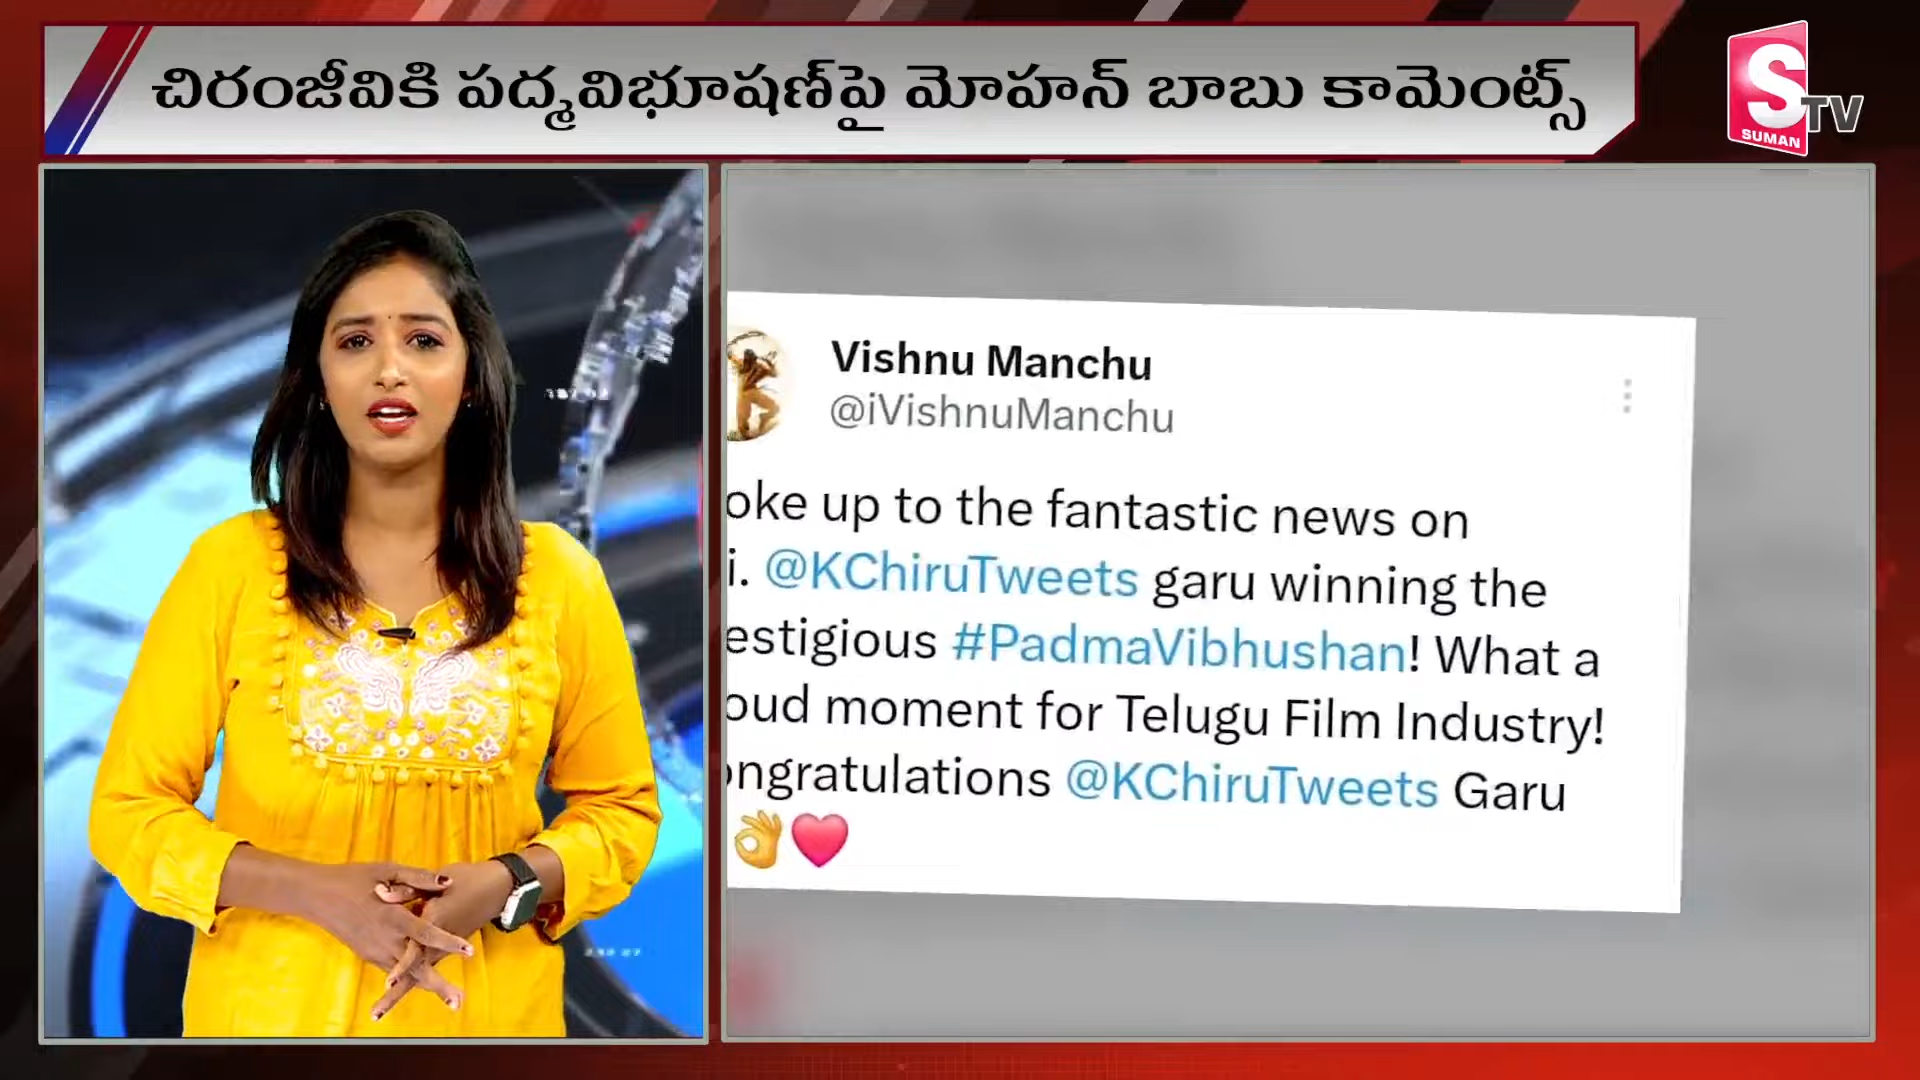 చిరంజీవికి పద్మవిభూషణ్‌పై మోహన్ బాబు కామెంట్స్
S
TV
SUMAN
Vishnu Manchu
@iVishnuManchu
oke up to the fantastic news on
i. @KChiruTweets garu winning the
estigious #PadmaVibhushan! What a
oud moment for Telugu Film Industry!
ongratulations @KChiruTweets Garu
👌❤️